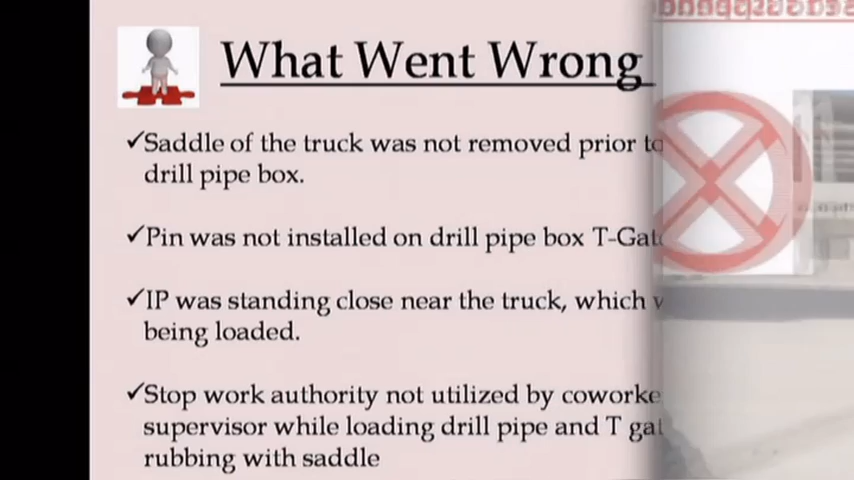 What Went Wrong
✓Saddle of the truck was not removed prior to
drill pipe box.
✓Pin was not installed on drill pipe box T-Gat
✓IP was standing close near the truck, which
being loaded.
✓Stop work authority not utilized by coworke
supervisor while loading drill pipe and T gat
rubbing with saddle